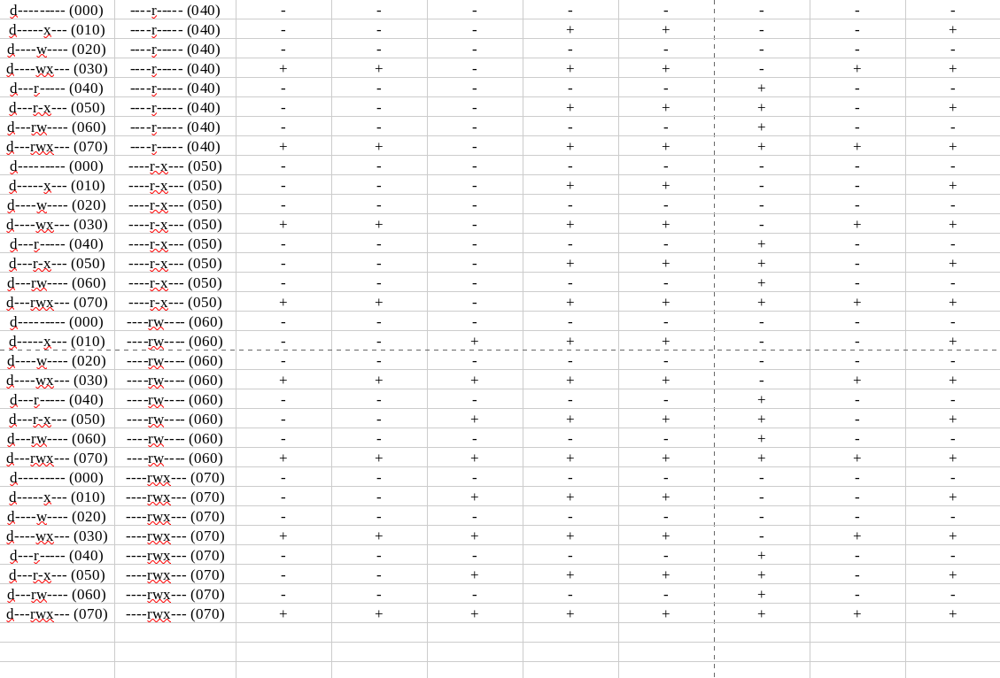 d--------- (000) ----r----- (040) - - - - - - - -
d-----x--- (010) ----r----- (040) - - - + + - - +
d----w---- (020) ----r----- (040) - - - - - - - -
d----wx--- (030) ----r----- (040) + + - + + - + +
d---r----- (040) ----r----- (040) - - - - - + - -
d---r-x--- (050) ----r----- (040) - - - + + + - +
d---rw---- (060) ----r----- (040) - - - - - + - -
d---rwx--- (070) ----r----- (040) + + - + + + + +
d--------- (000) ----r-x--- (050) - - - - - - - -
d-----x--- (010) ----r-x--- (050) - - - + + - - +
d----w---- (020) ----r-x--- (050) - - - - - - - -
d----wx--- (030) ----r-x--- (050) + + - + + - + +
d---r----- (040) ----r-x--- (050) - - - - - + - -
d---r-x--- (050) ----r-x--- (050) - - - + + + - +
d---rw---- (060) ----r-x--- (050) - - - - - + - -
d---rwx--- (070) ----r-x--- (050) + + - + + + + +
d--------- (000) ----rw---- (060) - - - - - - - -
d-----x--- (010) ----rw---- (060) - - + + + - - +
d----w---- (020) ----rw---- (060) - - - - - - - -
d----wx--- (030) ----rw---- (060) + + + + + - + +
d---r----- (040) ----rw---- (060) - - - - - + - -
d---r-x--- (050) ----rw---- (060) - - + + + + - +
d---rw---- (060) ----rw---- (060) - - - - - + - -
d---rwx--- (070) ----rw---- (060) + + + + + + + +
d--------- (000) ----rwx--- (070) - - - - - - - -
d-----x--- (010) ----rwx--- (070) - - + + + - - +
d----w---- (020) ----rwx--- (070) - - - - - - - -
d----wx--- (030) ----rwx--- (070) + + + + + - + +
d---r----- (040) ----rwx--- (070) - - - - - + - -
d---r-x--- (050) ----rwx--- (070) - - + + + + - +
d---rw---- (060) ----rwx--- (070) - - - - - + - -
d---rwx--- (070) ----rwx--- (070) + + + + + + + +